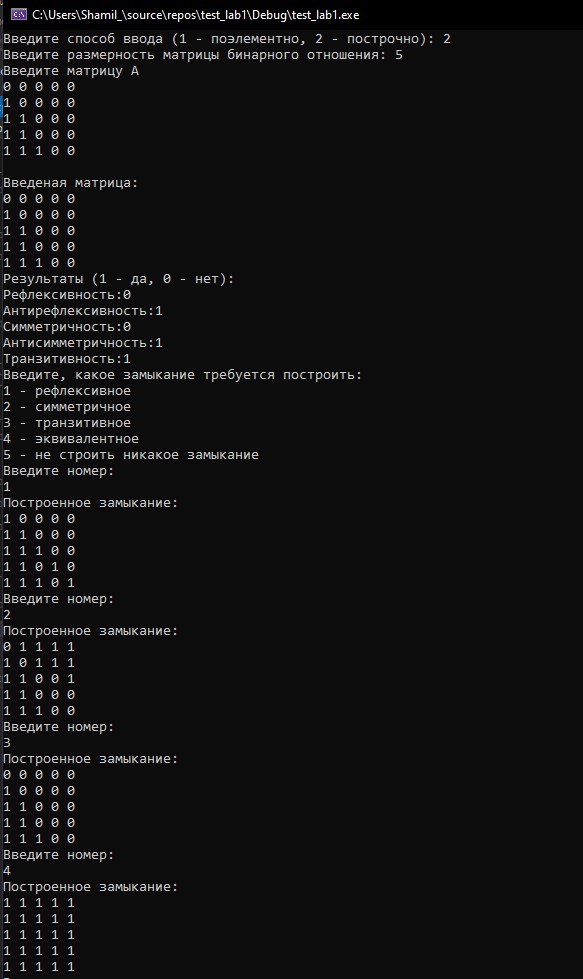 C:\Users\Shamil_\source\repos\test_lab1\Debug\test_lab1.exe
Введите способ ввода (1 - поэлементно, 2 - построчно): 2
Введите размерность матрицы бинарного отношения: 5
Введите матрицу A
0 0 0 0 0
1 0 0 0 0
1 1 0 0 0
1 1 0 0 0
1 1 1 0 0
Введеная матрица:
0 0 0 0 0
1 0 0 0 0
1 1 0 0 0
1 1 0 0 0
1 1 1 0 0
Результаты (1 - да, 0 - нет):
Рефлексивность:0
Антирефлексивность:1
Симметричность:0
Антисимметричность:1
Транзитивность:1
Введите, какое замыкание требуется построить:
1 - рефлексивное
2 - симметричное
3 - транзитивное
4 - эквивалентное
5 - не строить никакое замыкание
Введите номер:
1
Построенное замыкание:
1 0 0 0 0
1 1 0 0 0
1 1 1 0 0
1 1 0 1 0
1 1 1 0 1
Введите номер:
2
Построенное замыкание:
0 1 1 1 1
1 0 1 1 1
1 1 0 0 1
1 1 0 0 0
1 1 1 0 0
Введите номер:
3
Построенное замыкание:
0 0 0 0 0
1 0 0 0 0
1 1 0 0 0
1 1 0 0 0
1 1 1 0 0
Введите номер:
4
Построенное замыкание:
1 1 1 1 1
1 1 1 1 1
1 1 1 1 1
1 1 1 1 1
1 1 1 1 1